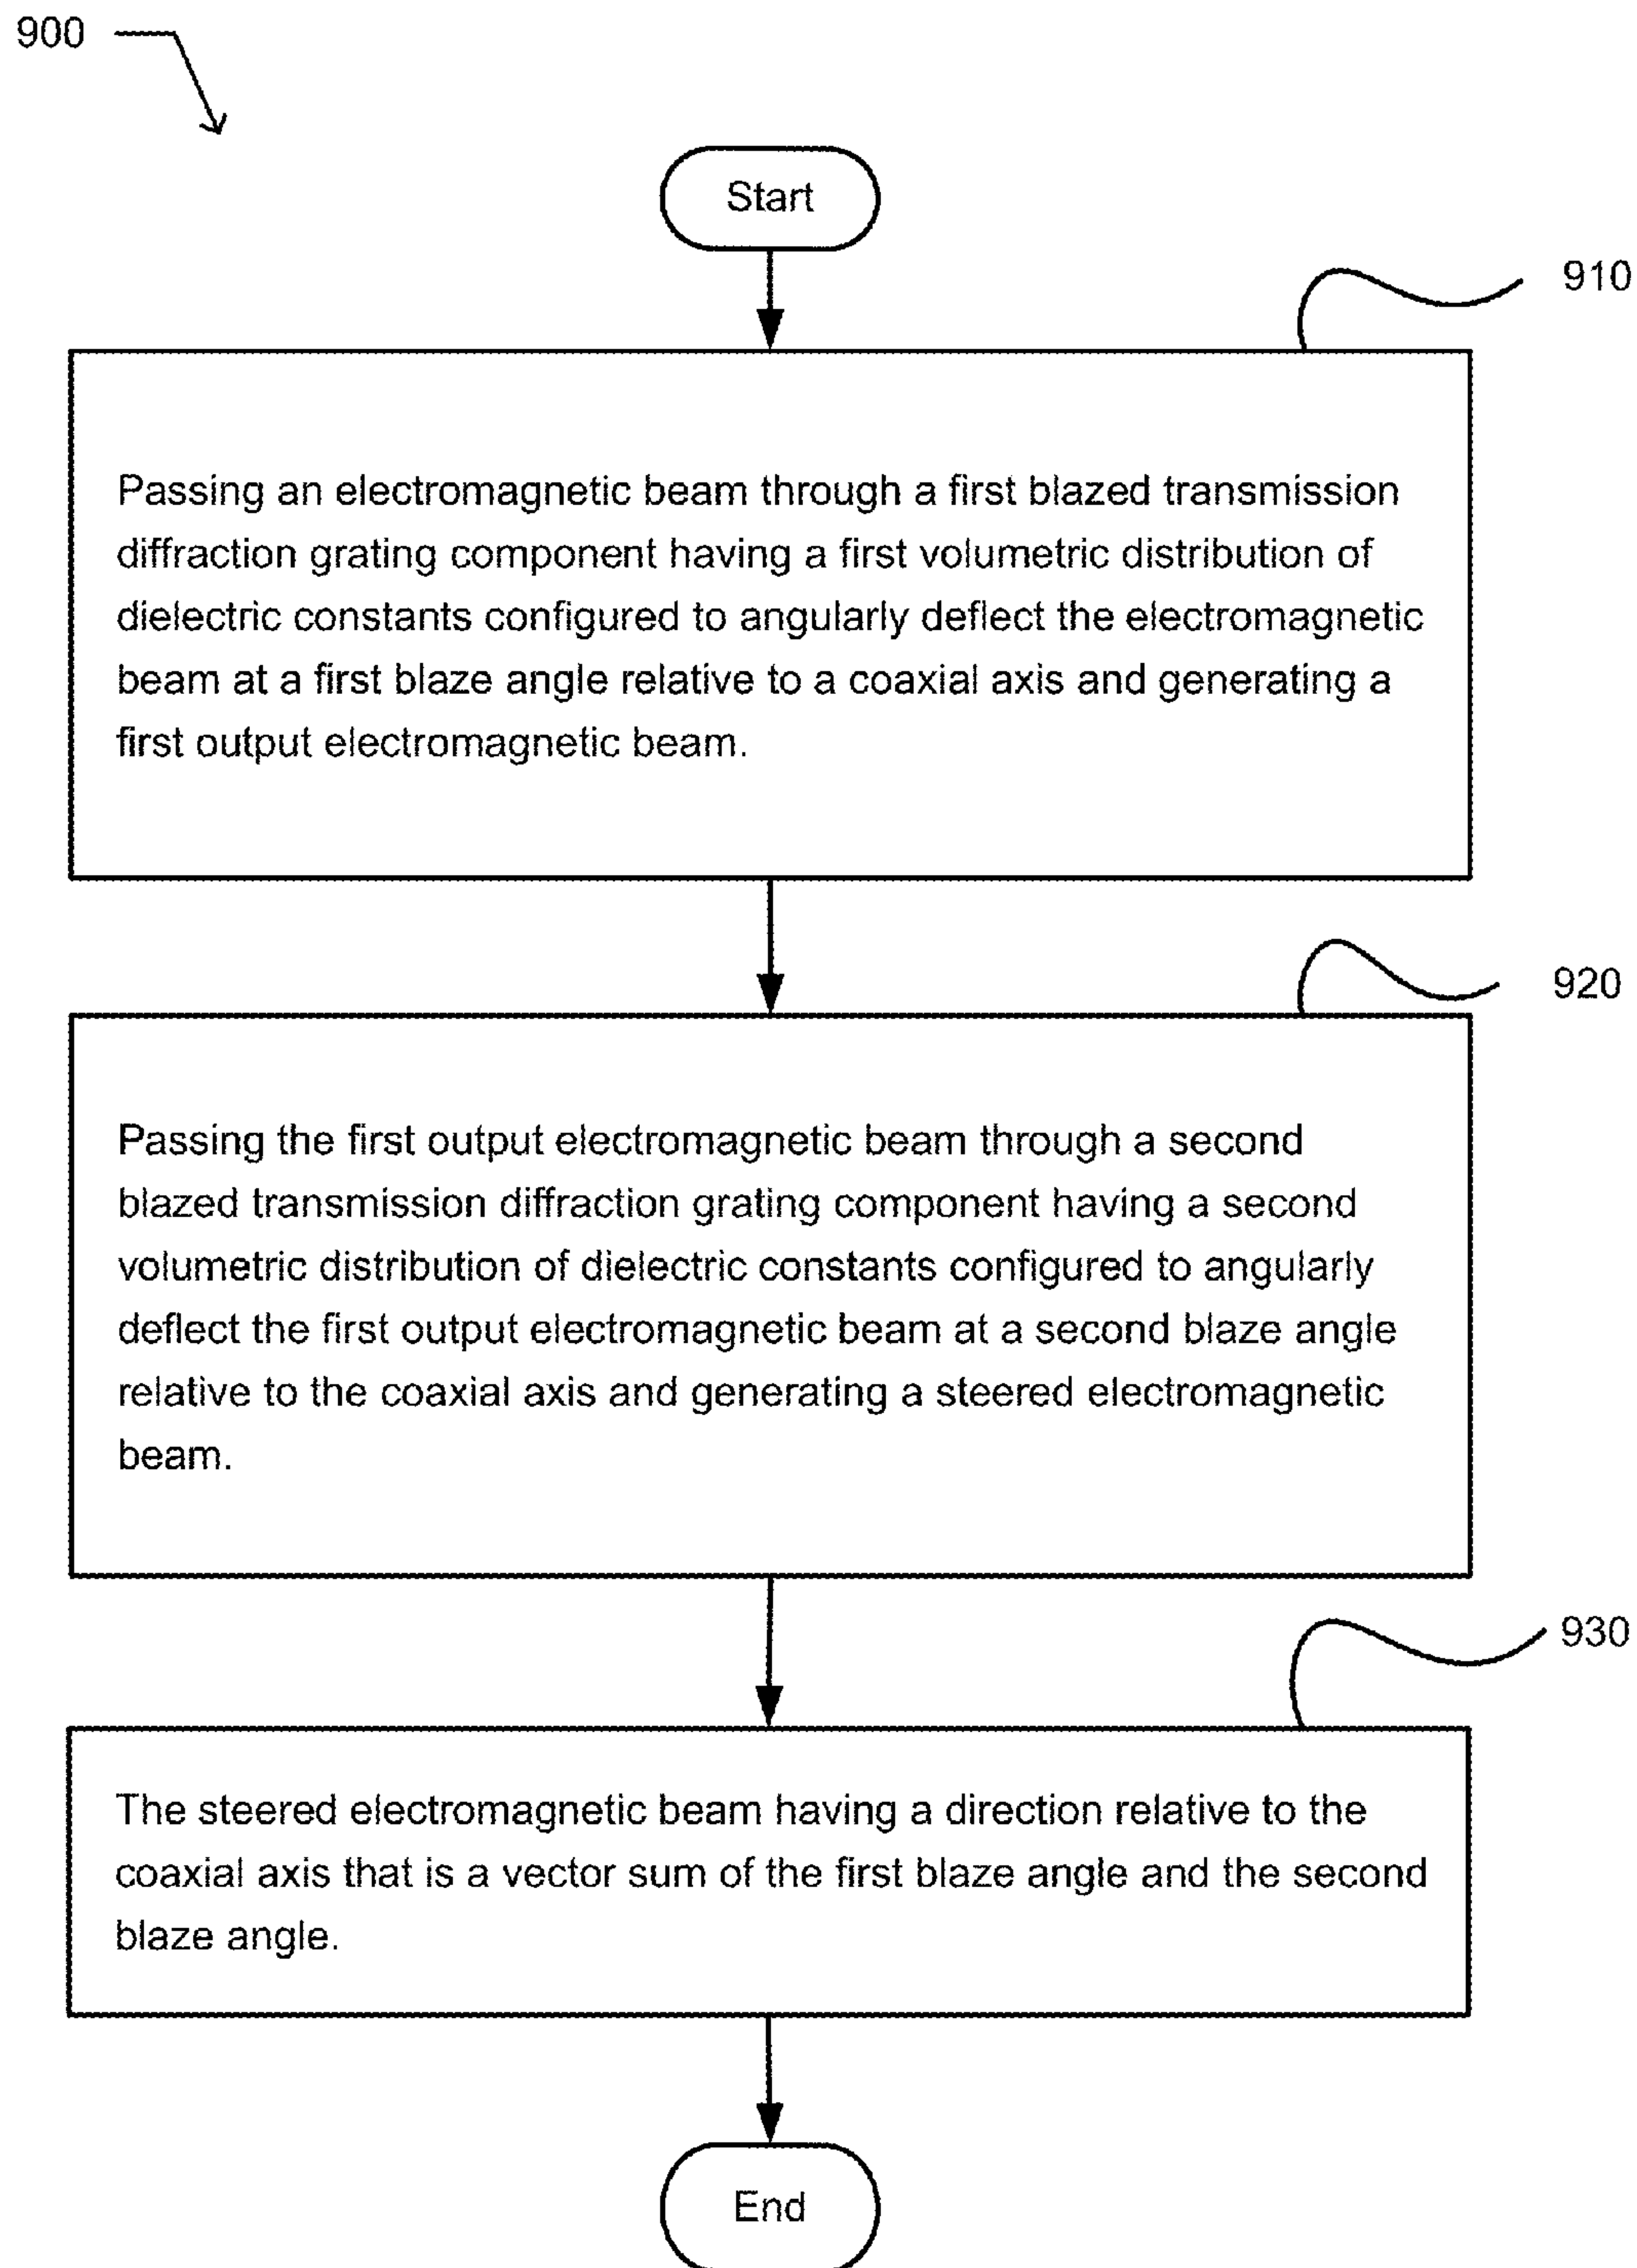 900
Start
910
Passing an electromagnetic beam through a first blazed transmission
diffraction grating component having a first volumetric distribution of
dielectric constants configured to angularly deflect the electromagnetic
beam at a first blaze angle relative to a coaxial axis and generating a
first output electromagnetic beam.
920
Passing the first output electromagnetic beam through a second
blazed transmission diffraction grating component having a second
volumetric distribution of dielectric constants configured to angularly
deflect the first output electromagnetic beam at a second blaze angle
relative to the coaxial axis and generating a steered electromagnetic
beam.
930
The steered electromagnetic beam having a direction relative to the
coaxial axis that is a vector sum of the first blaze angle and the second
blaze angle.
End